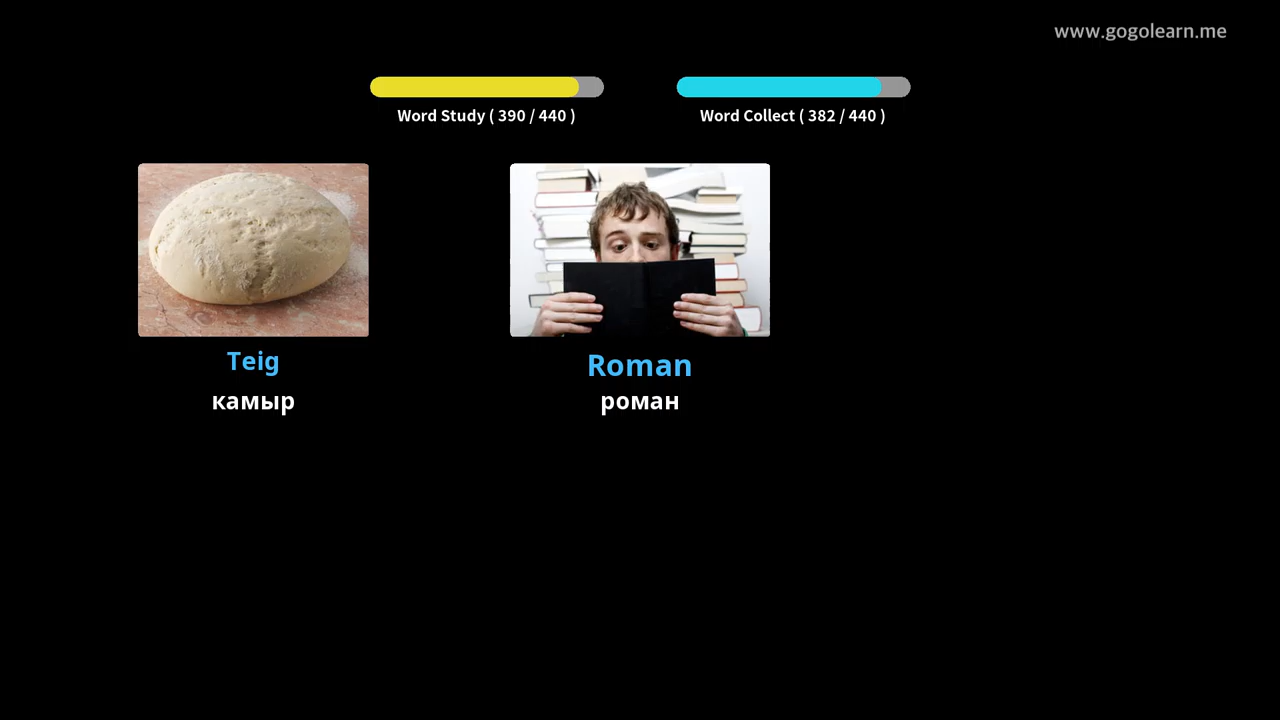 www.gogolearn.me
Word Study ( 390 / 440 )
Word Collect ( 382 / 440 )
Teig
камыр
Roman
роман